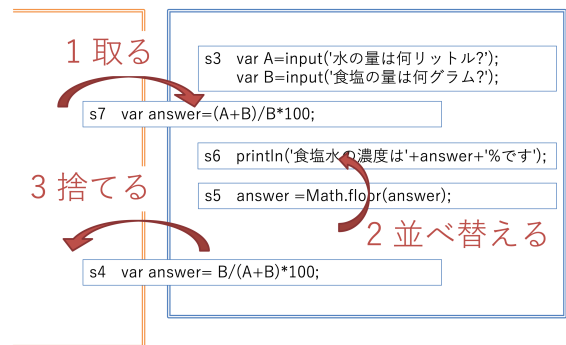 1 取る
s3 var A=input('水の量は何リットル?');
var B=input('食塩の量は何グラム?');
s7 var answer=(A+B)/B*100;
s6 println('食塩水の濃度は'+answer+'%です');
3 捨てる
s5 answer =Math.floor(answer);
2 並べ替える
s4 var answer= B/(A+B)*100;